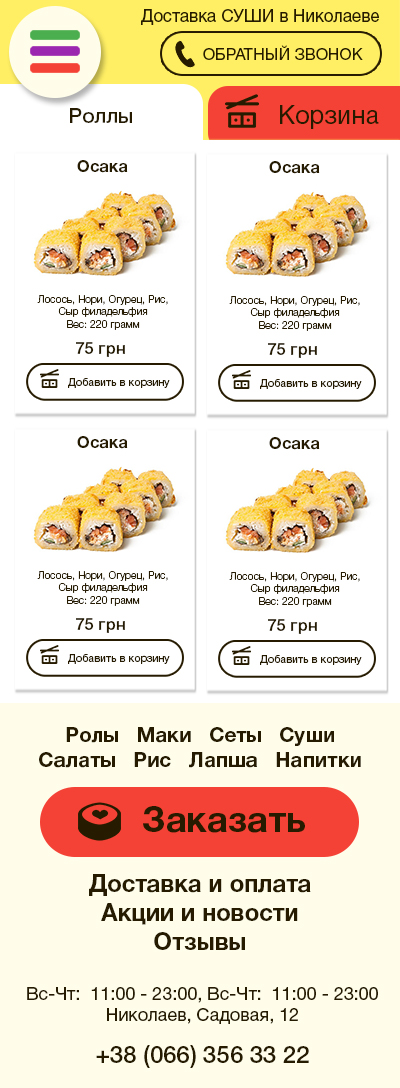 Доставка СУШИ в Николаеве
ОБРАТНЫЙ ЗВОНОК
Роллы
Корзина
Осака
Лосось, Нори, Огурец, Рис,
Сыр филадельфия
Вес: 220 грамм
75 грн
Добавить в корзину
Осака
Лосось, Нори, Огурец, Рис,
Сыр филадельфия
Вес: 220 грамм
75 грн
Добавить в корзину
Осака
Лосось, Нори, Огурец, Рис,
Сыр филадельфия
Вес: 220 грамм
75 грн
Добавить в корзину
Осака
Лосось, Нори, Огурец, Рис,
Сыр филадельфия
Вес: 220 грамм
75 грн
Добавить в корзину
Ролы Маки Сеты Суши
Салаты Рис Лапша Напитки
Заказать
Доставка и оплата
Акции и новости
Отзывы
Вс-Чт: 11:00 - 23:00, Вс-Чт: 11:00 - 23:00
Николаев, Садовая, 12
+38 (066) 356 33 22